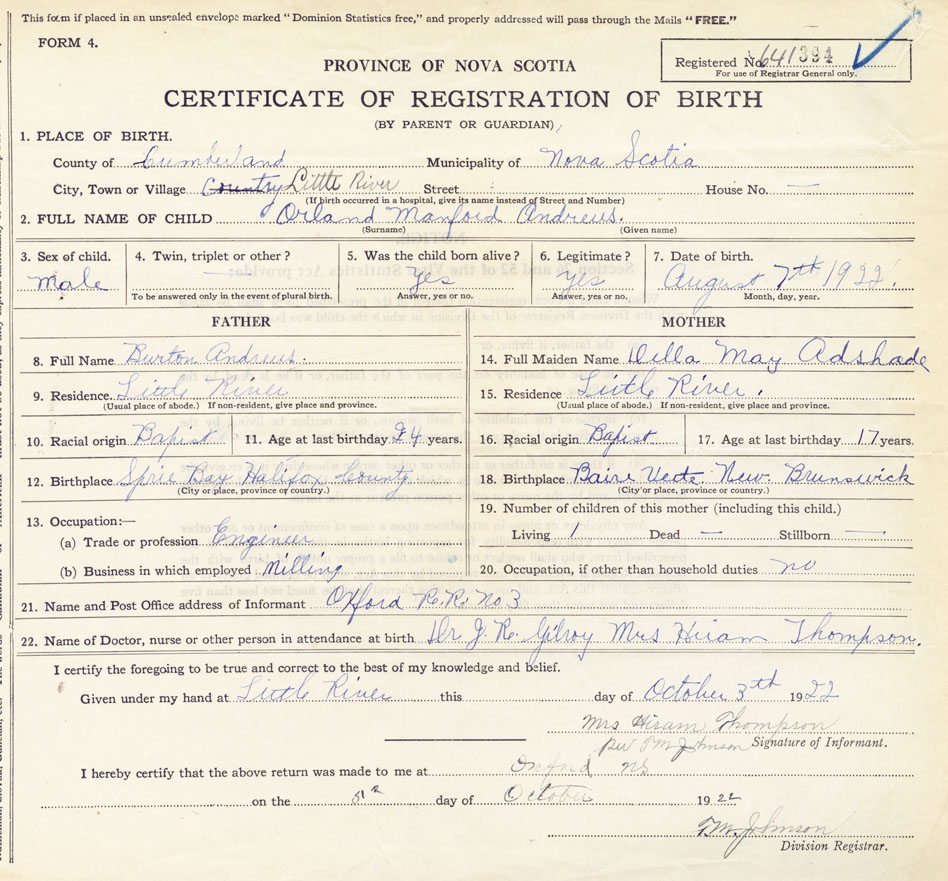 This form if placed in an unsealed envelope marked "Dominion Statistics free," and properly addressed will pass through the Mails "FREE."
FORM 4.
Registered No. 641394
For use of Registrar General only.
PROVINCE OF NOVA SCOTIA
CERTIFICATE OF REGISTRATION OF BIRTH
(BY PARENT OR GUARDIAN)
1. PLACE OF BIRTH.
County of Cumberland Municipality of Nova Scotia
City, Town or Village Country Little River Street House No. —
(If birth occurred in a hospital, give its name instead of Street and Number)
2. FULL NAME OF CHILD Orland Manford Andrews.
(Surname) (Given name)
3. Sex of child. 4. Twin, triplet or other? 5. Was the child born alive? 6. Legitimate? 7. Date of birth.
Male — Yes Yes August 7th 1922.
To be answered only in the event of plural birth. Answer, yes or no. Answer, yes or no. Month, day, year.
FATHER MOTHER
8. Full Name Burton Andrews. 14. Full Maiden Name Della May Adshade
9. Residence. Little River 15. Residence Little River.
(Usual place of abode.) If non-resident, give place and province. (Usual place of abode.) If non-resident, give place and province.
10. Racial origin Bapist 11. Age at last birthday 24 years. 16. Racial origin Bapist 17. Age at last birthday 17 years.
12. Birthplace Sprie Bay Halifax County. 18. Birthplace Baire Verte New Brunswick
(City or place, province or country.) (City or place, province or country.)
13. Occupation:— 19. Number of children of this mother (including this child.)
(a) Trade or profession Engineer Living 1 Dead — Stillborn —
(b) Business in which employed Milling 20. Occupation, if other than household duties no
21. Name and Post Office address of Informant Oxford R.R. No 3
22. Name of Doctor, nurse or other person in attendance at birth Dr J. R. Gilroy Mrs Hiram Thompson.
I certify the foregoing to be true and correct to the best of my knowledge and belief.
Given under my hand at Little River this day of October 3th 1922
Mrs Hiram Thompson
per T M Johnson Signature of Informant.
I hereby certify that the above return was made to me at Oxford NS
on the 5th day of October 1922
T M Johnson
Division Registrar.